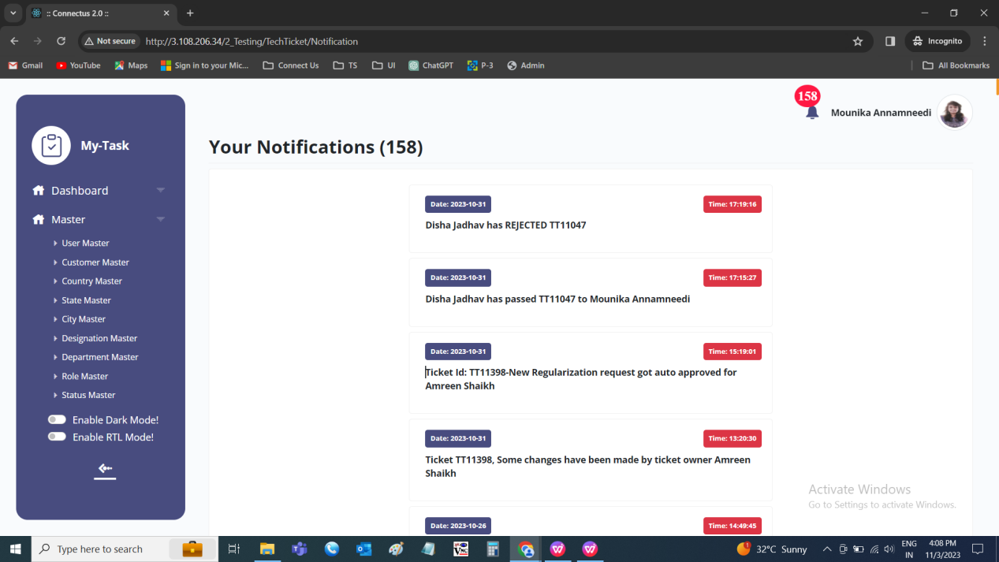 :: Connectus 2.0 ::
Not secure
http://3.108.206.34/2_Testing/TechTicket/Notification
Incognito
Gmail
YouTube
Maps
Sign in to your Mic...
Connect Us
TS
UI
ChatGPT
P-3
Admin
All Bookmarks
158
Mounika Annamneedi
My-Task
Dashboard
Master
User Master
Customer Master
Country Master
State Master
City Master
Designation Master
Department Master
Role Master
Status Master
Enable Dark Mode!
Enable RTL Mode!
Your Notifications (158)
Date: 2023-10-31
Time: 17:19:16
Disha Jadhav has REJECTED TT11047
Date: 2023-10-31
Time: 17:15:27
Disha Jadhav has passed TT11047 to Mounika Annamneedi
Date: 2023-10-31
Time: 15:19:01
Ticket Id: TT11398-New Regularization request got auto approved for
Amreen Shaikh
Date: 2023-10-31
Time: 13:20:30
Ticket TT11398, Some changes have been made by ticket owner Amreen
Shaikh
Date: 2023-10-26
Time: 14:49:45
Activate Windows
Go to Settings to activate Windows.
Type here to search
32°C Sunny
ENG
IN
4:08 PM
11/3/2023